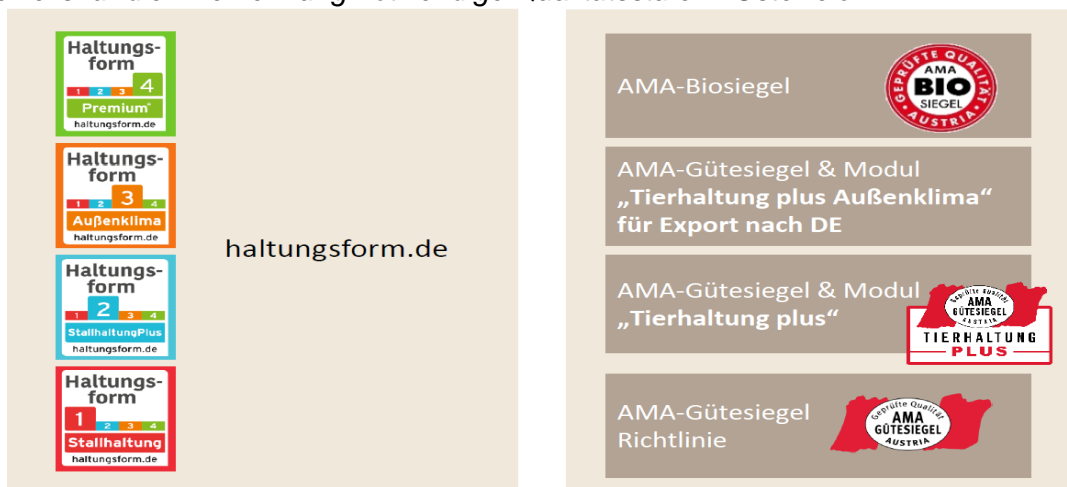 Haltungs-
form
1 2 3 4
Premium*
haltungsform.de
Haltungs-
form
1 2 3 4
Außenklima
haltungsform.de
Haltungs-
form
1 2 3 4
StallhaltungPlus
haltungsform.de
Haltungs-
form
1 2 3 4
Stallhaltung
haltungsform.de
haltungsform.de
AMA-Biosiegel
GEPRÜFTE QUALITÄT
AMA
BIO
SIEGEL
AUSTRIA
AMA-Gütesiegel & Modul
„Tierhaltung plus Außenklima“
für Export nach DE
AMA-Gütesiegel & Modul
„Tierhaltung plus“
Geprüfte Qualität
AMA
GÜTESIEGEL
AUSTRIA
TIERHALTUNG
PLUS
AMA-Gütesiegel
Richtlinie
Geprüfte Qualität
AMA
GÜTESIEGEL
AUSTRIA